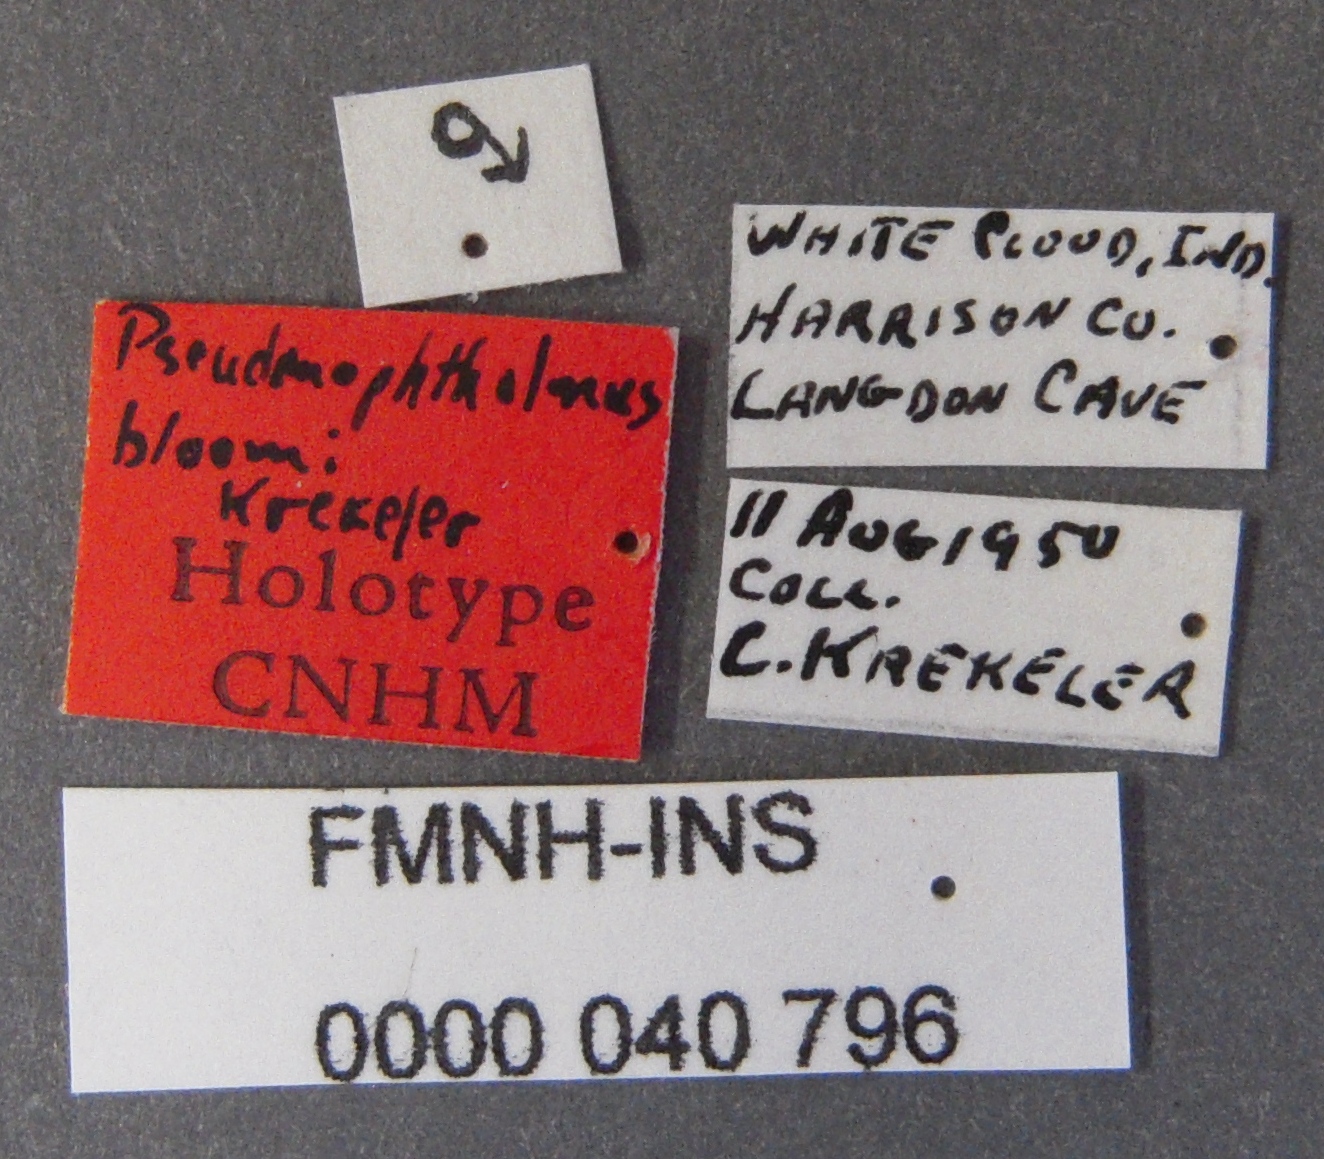 ♂
Pseudanophthalmus
bloomi
Krekeler
Holotype
CNHM
WHITE CLOUD, IND.
HARRISON CO.
LANGDON CAVE
11 AUG 1950
COLL.
C. KREKELER
FMNH-INS
0000 040 796